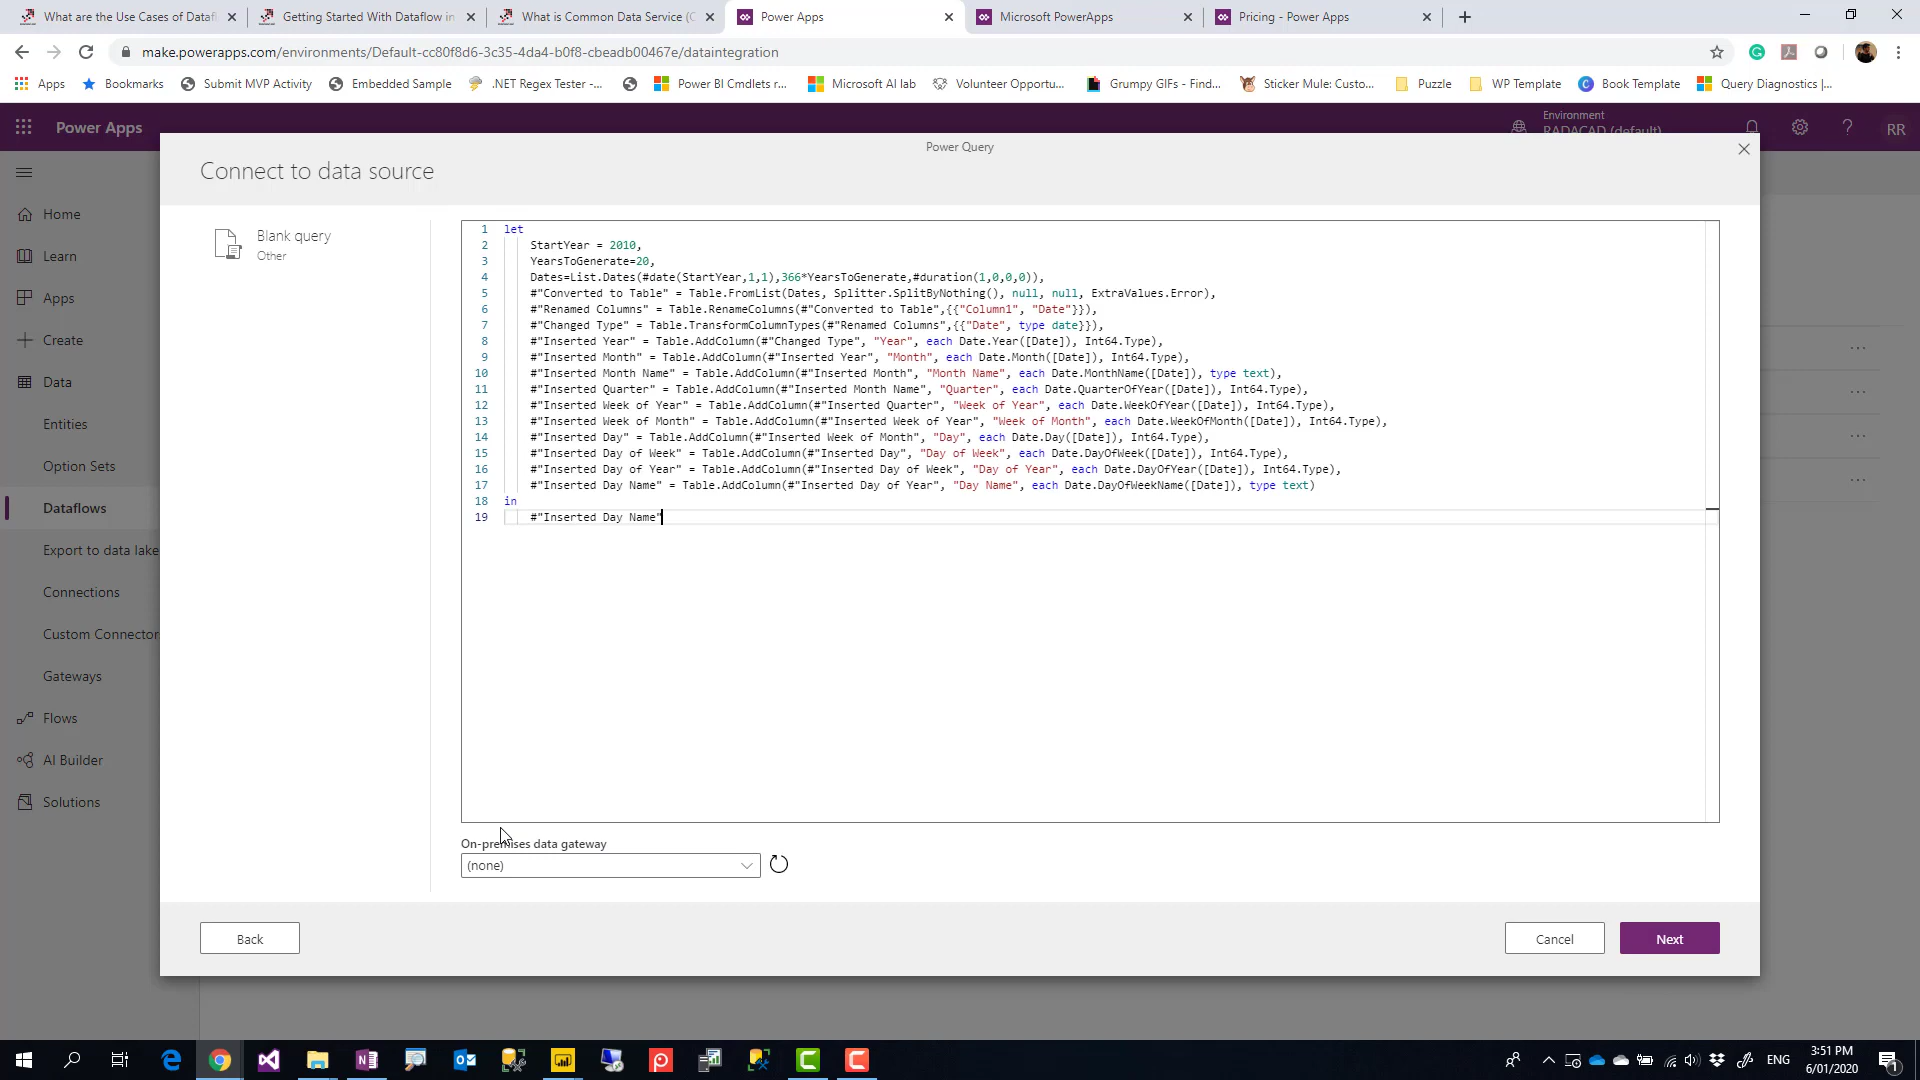 What are the Use Cases of Datafl
Getting Started With Dataflow in
What is Common Data Service (C
Power Apps
Microsoft PowerApps
Pricing - Power Apps
make.powerapps.com/environments/Default-cc80f8d6-3c35-4da4-b0f8-cbeadb00467e/dataintegration
Apps
Bookmarks
Submit MVP Activity
Embedded Sample
.NET Regex Tester -...
Power BI Cmdlets r...
Microsoft AI lab
Volunteer Opportu...
Grumpy GIFs - Find...
Sticker Mule: Custo...
Puzzle
WP Template
Book Template
Query Diagnostics |...
Power Apps
Environment
RADACAD (default)
RR
Power Query
Connect to data source
Home
Learn
Apps
Create
Data
Entities
Option Sets
Dataflows
Export to data lake
Connections
Custom Connector
Gateways
Flows
AI Builder
Solutions
Blank query
Other
1 let
2 StartYear = 2010,
3 YearsToGenerate=20,
4 Dates=List.Dates(#date(StartYear,1,1),366*YearsToGenerate,#duration(1,0,0,0)),
5 #"Converted to Table" = Table.FromList(Dates, Splitter.SplitByNothing(), null, null, ExtraValues.Error),
6 #"Renamed Columns" = Table.RenameColumns(#"Converted to Table",{{"Column1", "Date"}}),
7 #"Changed Type" = Table.TransformColumnTypes(#"Renamed Columns",{{"Date", type date}}),
8 #"Inserted Year" = Table.AddColumn(#"Changed Type", "Year", each Date.Year([Date]), Int64.Type),
9 #"Inserted Month" = Table.AddColumn(#"Inserted Year", "Month", each Date.Month([Date]), Int64.Type),
10 #"Inserted Month Name" = Table.AddColumn(#"Inserted Month", "Month Name", each Date.MonthName([Date]), type text),
11 #"Inserted Quarter" = Table.AddColumn(#"Inserted Month Name", "Quarter", each Date.QuarterOfYear([Date]), Int64.Type),
12 #"Inserted Week of Year" = Table.AddColumn(#"Inserted Quarter", "Week of Year", each Date.WeekOfYear([Date]), Int64.Type),
13 #"Inserted Week of Month" = Table.AddColumn(#"Inserted Week of Year", "Week of Month", each Date.WeekOfMonth([Date]), Int64.Type),
14 #"Inserted Day" = Table.AddColumn(#"Inserted Week of Month", "Day", each Date.Day([Date]), Int64.Type),
15 #"Inserted Day of Week" = Table.AddColumn(#"Inserted Day", "Day of Week", each Date.DayOfWeek([Date]), Int64.Type),
16 #"Inserted Day of Year" = Table.AddColumn(#"Inserted Day of Week", "Day of Year", each Date.DayOfYear([Date]), Int64.Type),
17 #"Inserted Day Name" = Table.AddColumn(#"Inserted Day of Year", "Day Name", each Date.DayOfWeekName([Date]), type text)
18 in
19 #"Inserted Day Name"
On-premises data gateway
(none)
Back
Cancel
Next
ENG
3:51 PM
6/01/2020
1